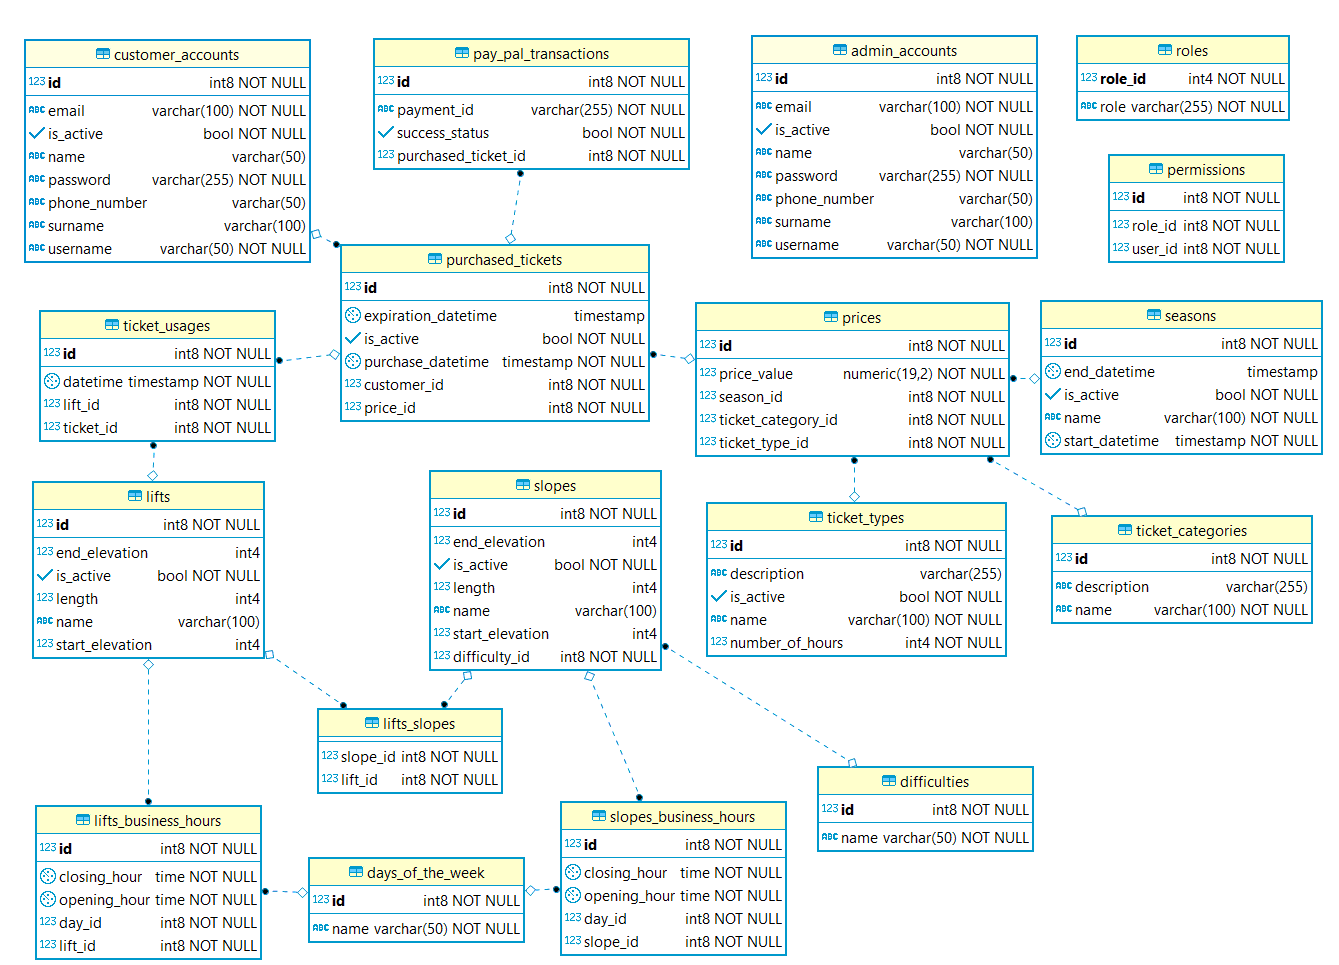 customer_accounts
123 id int8 NOT NULL
ABC email varchar(100) NOT NULL
is_active bool NOT NULL
ABC name varchar(50)
ABC password varchar(255) NOT NULL
ABC phone_number varchar(50)
ABC surname varchar(100)
ABC username varchar(50) NOT NULL
pay_pal_transactions
123 id int8 NOT NULL
ABC payment_id varchar(255) NOT NULL
success_status bool NOT NULL
123 purchased_ticket_id int8 NOT NULL
admin_accounts
123 id int8 NOT NULL
ABC email varchar(100) NOT NULL
is_active bool NOT NULL
ABC name varchar(50)
ABC password varchar(255) NOT NULL
ABC phone_number varchar(50)
ABC surname varchar(100)
ABC username varchar(50) NOT NULL
roles
123 role_id int4 NOT NULL
ABC role varchar(255) NOT NULL
permissions
123 id int8 NOT NULL
123 role_id int8 NOT NULL
123 user_id int8 NOT NULL
purchased_tickets
123 id int8 NOT NULL
expiration_datetime timestamp
is_active bool NOT NULL
purchase_datetime timestamp NOT NULL
123 customer_id int8 NOT NULL
123 price_id int8 NOT NULL
ticket_usages
123 id int8 NOT NULL
datetime timestamp NOT NULL
123 lift_id int8 NOT NULL
123 ticket_id int8 NOT NULL
prices
123 id int8 NOT NULL
123 price_value numeric(19,2) NOT NULL
123 season_id int8 NOT NULL
123 ticket_category_id int8 NOT NULL
123 ticket_type_id int8 NOT NULL
seasons
123 id int8 NOT NULL
end_datetime timestamp
is_active bool NOT NULL
ABC name varchar(100) NOT NULL
start_datetime timestamp NOT NULL
lifts
123 id int8 NOT NULL
123 end_elevation int4
is_active bool NOT NULL
123 length int4
ABC name varchar(100)
123 start_elevation int4
slopes
123 id int8 NOT NULL
123 end_elevation int4
is_active bool NOT NULL
123 length int4
ABC name varchar(100)
123 start_elevation int4
123 difficulty_id int8 NOT NULL
ticket_types
123 id int8 NOT NULL
ABC description varchar(255)
is_active bool NOT NULL
ABC name varchar(100) NOT NULL
123 number_of_hours int4 NOT NULL
ticket_categories
123 id int8 NOT NULL
ABC description varchar(255)
ABC name varchar(100) NOT NULL
lifts_slopes
123 slope_id int8 NOT NULL
123 lift_id int8 NOT NULL
difficulties
123 id int8 NOT NULL
ABC name varchar(50) NOT NULL
lifts_business_hours
123 id int8 NOT NULL
closing_hour time NOT NULL
opening_hour time NOT NULL
123 day_id int8 NOT NULL
123 lift_id int8 NOT NULL
days_of_the_week
123 id int8 NOT NULL
ABC name varchar(50) NOT NULL
slopes_business_hours
123 id int8 NOT NULL
closing_hour time NOT NULL
opening_hour time NOT NULL
123 day_id int8 NOT NULL
123 slope_id int8 NOT NULL